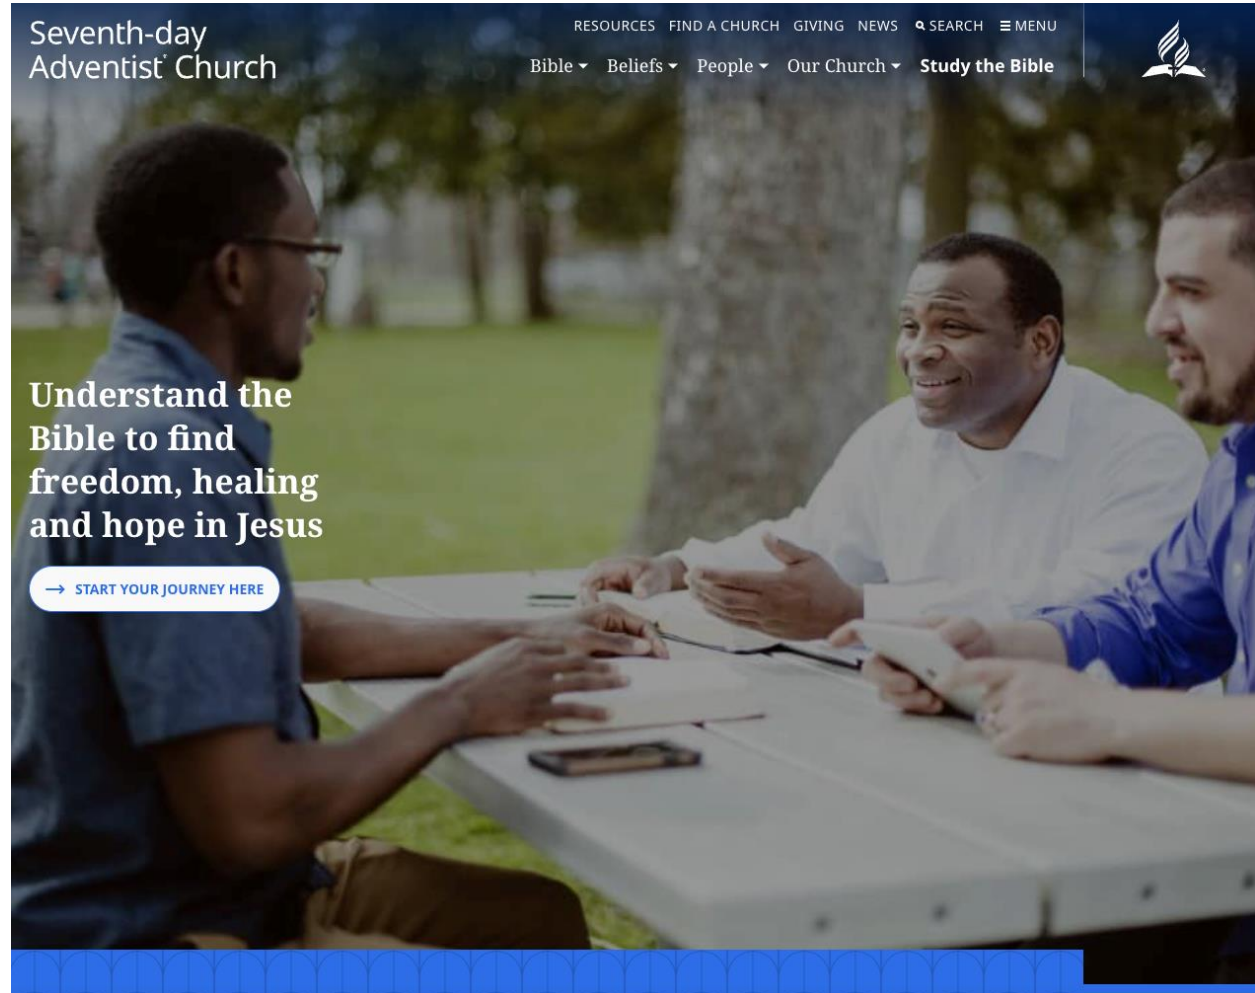 Seventh-day
Adventist® Church
RESOURCES FIND A CHURCH GIVING NEWS SEARCH MENU
Bible Beliefs People Our Church Study the Bible
Understand the
Bible to find
freedom, healing
and hope in Jesus
START YOUR JOURNEY HERE